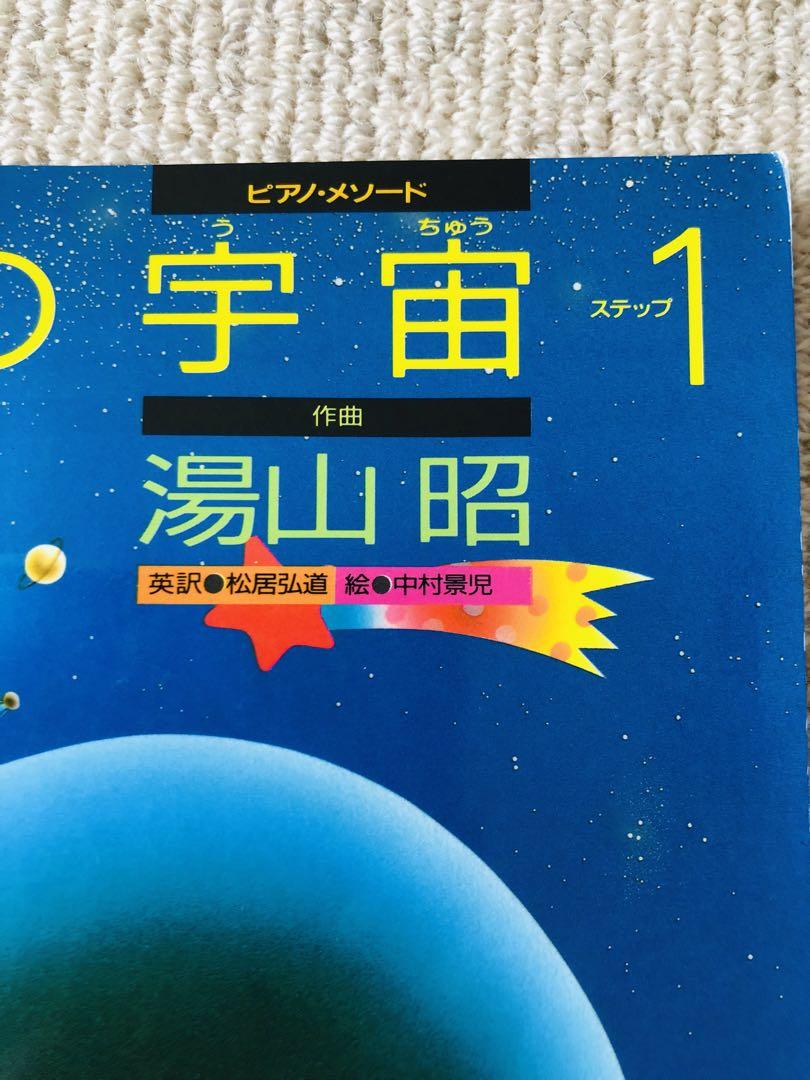 ピアノ・メソード
う ちゅう
の宇宙 ステップ1
作曲
湯山 昭
英訳●松居弘道 絵●中村景児